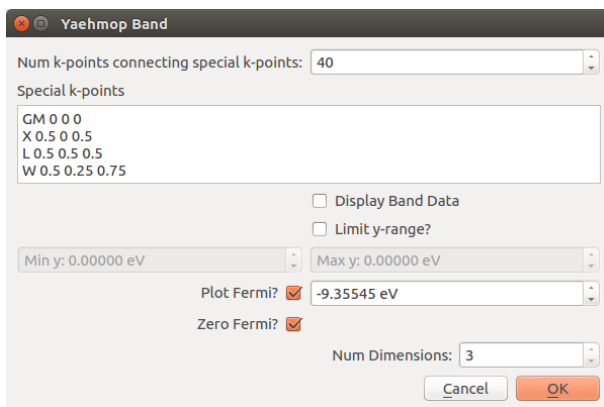 Yaehmop Band
Num k-points connecting special k-points: 40
Special k-points
GM 0 0 0
X 0.5 0 0.5
L 0.5 0.5 0.5
W 0.5 0.25 0.75
Display Band Data
Limit y-range?
Min y: 0.00000 eV Max y: 0.00000 eV
Plot Fermi? -9.35545 eV
Zero Fermi?
Num Dimensions: 3
Cancel OK